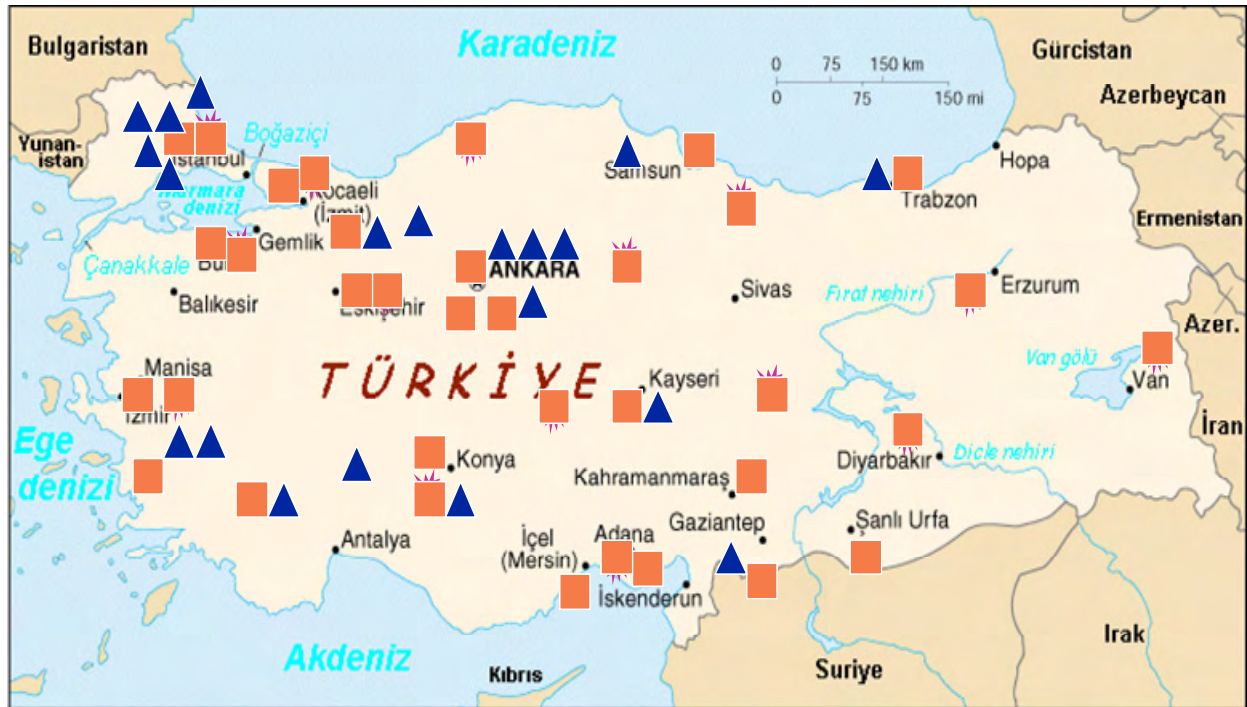 Bulgaristan
Karadeniz
Gürcistan
0 75 150 km
0 75 150 mi
Azerbeycan
Yunan-
istan
Boğaziçi
İstanbul
Samsun
Hopa
Marmara
denizi
Kocaeli
(İzmit)
Trabzon
Ermenistan
Gemlik
Çanakkale
ANKARA
Balıkesir
Eskişehir
Sivas
Fırat nehiri
Erzurum
Azer.
Manisa
İzmir
TÜRKİYE
Kayseri
Van gölü
Van
İran
Ege
denizi
Konya
Diyarbakır
Dicle nehiri
Kahramanmaraş
Antalya
İçel
(Mersin)
Adana
Gaziantep
Şanlı Urfa
İskenderun
Akdeniz
Kıbrıs
Suriye
Irak